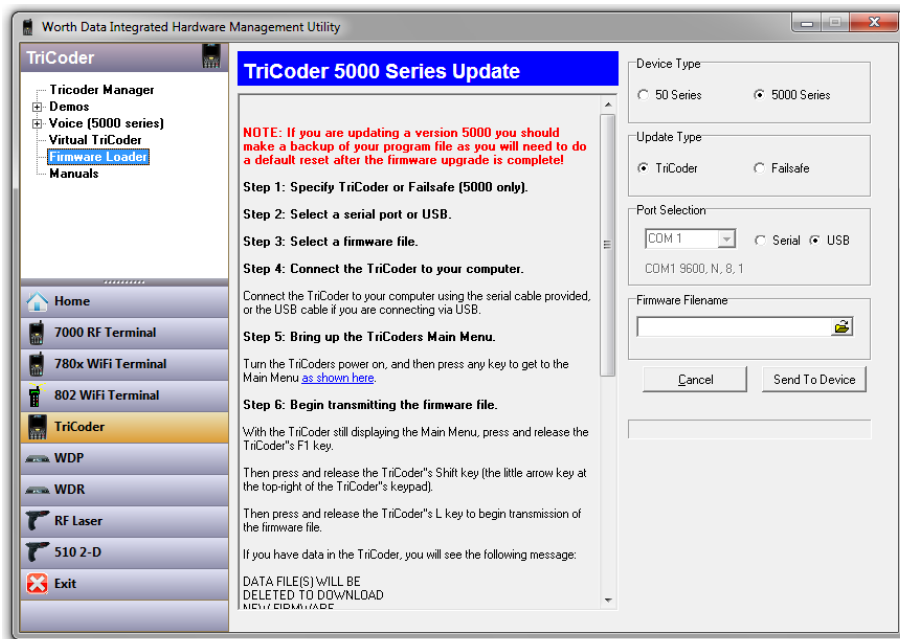 Worth Data Integrated Hardware Management Utility
TriCoder
Tricoder Manager
Demos
Voice (5000 series)
Virtual TriCoder
Firmware Loader
Manuals
Home
7000 RF Terminal
780x WiFi Terminal
802 WiFi Terminal
TriCoder
WDP
WDR
RF Laser
510 2-D
Exit
TriCoder 5000 Series Update
NOTE: If you are updating a version 5000 you should
make a backup of your program file as you will need to do
a default reset after the firmware upgrade is complete!
Step 1: Specify TriCoder or Failsafe (5000 only).
Step 2: Select a serial port or USB.
Step 3: Select a firmware file.
Step 4: Connect the TriCoder to your computer.
Connect the TriCoder to your computer using the serial cable provided,
or the USB cable if you are connecting via USB.
Step 5: Bring up the TriCoders Main Menu.
Turn the TriCoders power on, and then press any key to get to the
Main Menu as shown here.
Step 6: Begin transmitting the firmware file.
With the TriCoder still displaying the Main Menu, press and release the
TriCoder"s F1 key.
Then press and release the TriCoder"s Shift key (the little arrow key at
the top-right of the TriCoder"s keypad).
Then press and release the TriCoder"s L key to begin transmission of
the firmware file.
If you have data in the TriCoder, you will see the following message:
DATA FILE(S) WILL BE
DELETED TO DOWNLOAD
NEW FIRMWARE
Device Type
50 Series 5000 Series
Update Type
TriCoder Failsafe
Port Selection
COM 1 Serial USB
COM1 9600, N, 8, 1
Firmware Filename
Cancel Send To Device